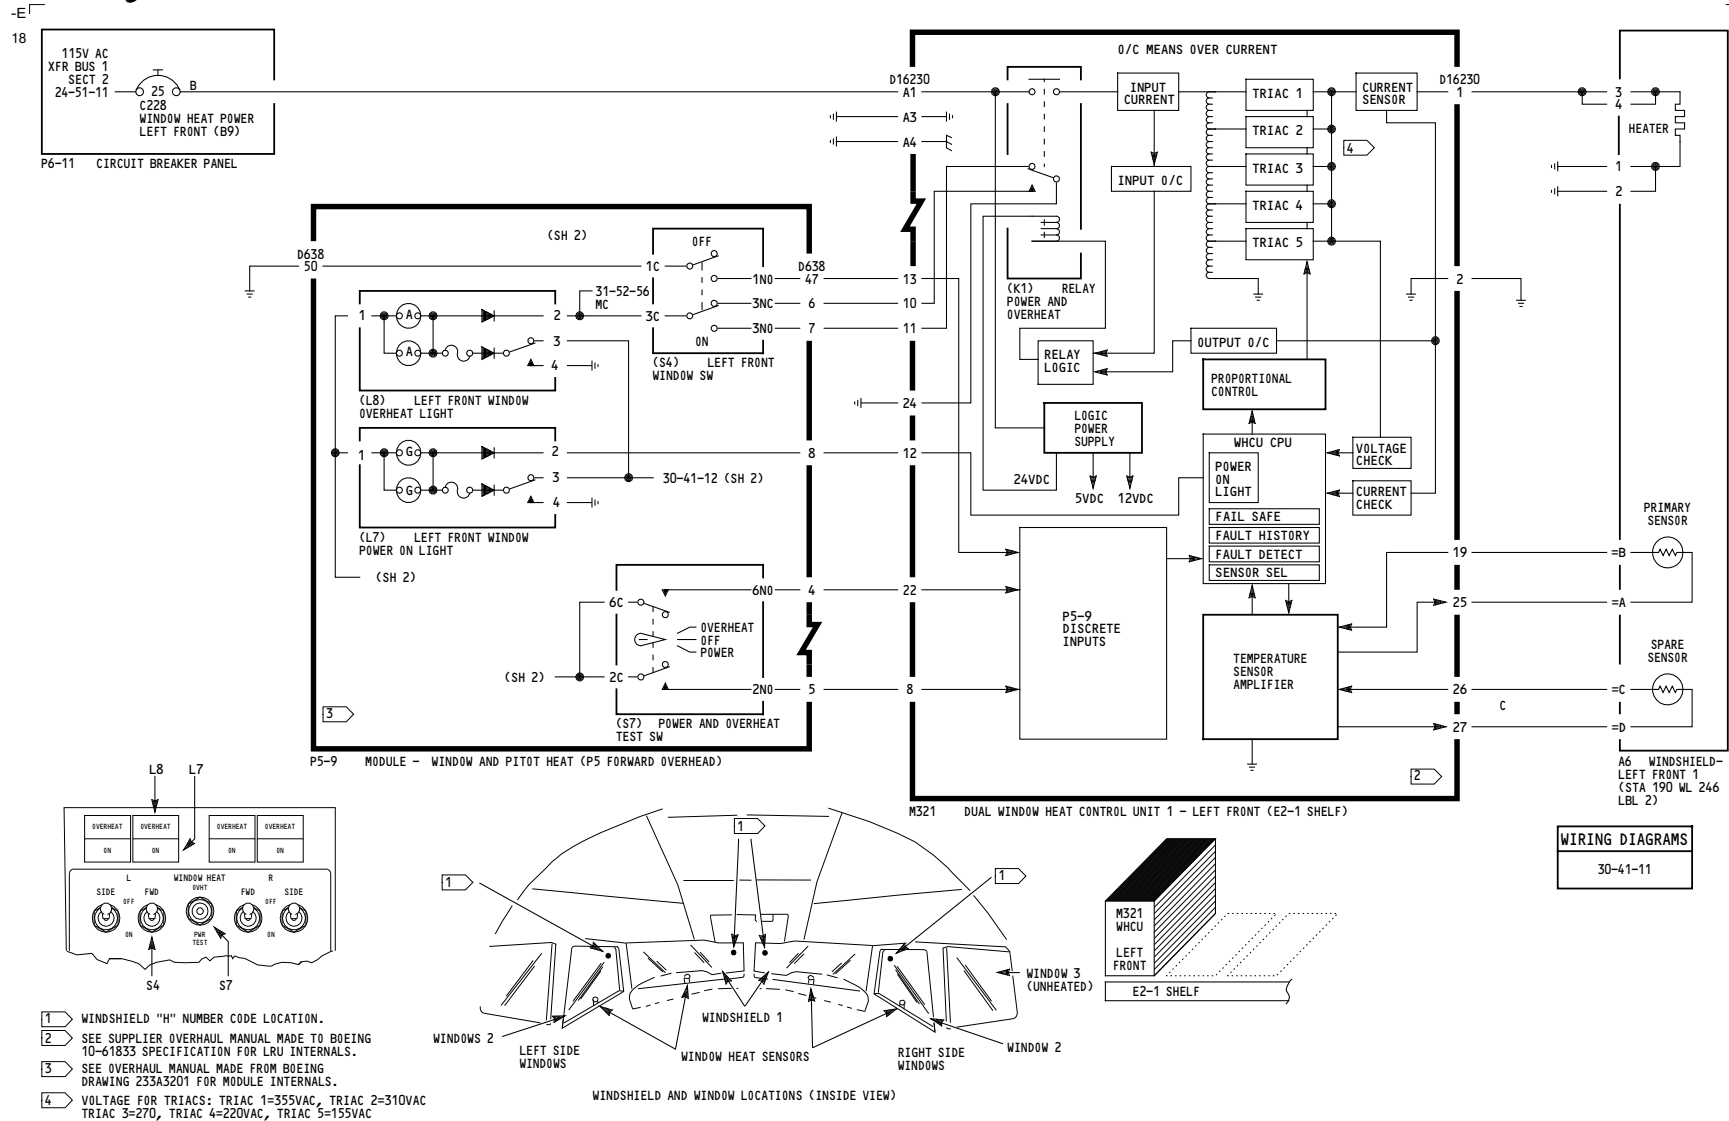 -E
18
115V AC
XFR BUS 1
SECT 2
24-51-11
25
B
C228
WINDOW HEAT POWER
LEFT FRONT (B9)
P6-11 CIRCUIT BREAKER PANEL
O/C MEANS OVER CURRENT
D16230
A1
A3
A4
INPUT
CURRENT
INPUT O/C
TRIAC 1
TRIAC 2
TRIAC 3
TRIAC 4
TRIAC 5
CURRENT
SENSOR
4
D16230
1
3
4
HEATER
1
2
2
(K1) RELAY
POWER AND
OVERHEAT
RELAY
LOGIC
OUTPUT O/C
PROPORTIONAL
CONTROL
LOGIC
POWER
SUPPLY
24VDC
5VDC 12VDC
WHCU CPU
POWER
ON
LIGHT
FAIL SAFE
FAULT HISTORY
FAULT DETECT
SENSOR SEL
VOLTAGE
CHECK
CURRENT
CHECK
P5-9
DISCRETE
INPUTS
TEMPERATURE
SENSOR
AMPLIFIER
13
10
11
24
12
22
8
19
25
26
27
C
=B
=A
=C
=D
PRIMARY
SENSOR
SPARE
SENSOR
2
A6 WINDSHIELD-
LEFT FRONT 1
(STA 190 WL 246
LBL 2)
M321 DUAL WINDOW HEAT CONTROL UNIT 1 - LEFT FRONT (E2-1 SHELF)
(SH 2)
D638
50
OFF
1C
1NO
3NC
3C
3NO
ON
D638
47
6
7
31-52-56
MC
(S4) LEFT FRONT
WINDOW SW
1
A
A
2
3
4
(L8) LEFT FRONT WINDOW
OVERHEAT LIGHT
1
G
G
2
3
4
8
30-41-12 (SH 2)
(L7) LEFT FRONT WINDOW
POWER ON LIGHT
(SH 2)
6C
6NO
4
OVERHEAT
OFF
POWER
(SH 2)
2C
2NO
5
(S7) POWER AND OVERHEAT
TEST SW
3
P5-9 MODULE - WINDOW AND PITOT HEAT (P5 FORWARD OVERHEAD)
L8 L7
OVERHEAT OVERHEAT OVERHEAT OVERHEAT
ON ON ON ON
L WINDOW HEAT R
SIDE FWD OVHT FWD SIDE
OFF OFF
ON ON
PWR
TEST
S4 S7
1 WINDSHIELD "H" NUMBER CODE LOCATION.
2 SEE SUPPLIER OVERHAUL MANUAL MADE TO BOEING
10-61833 SPECIFICATION FOR LRU INTERNALS.
3 SEE OVERHAUL MANUAL MADE FROM BOEING
DRAWING 233A3201 FOR MODULE INTERNALS.
4 VOLTAGE FOR TRIACS: TRIAC 1=355VAC, TRIAC 2=310VAC
TRIAC 3=270, TRIAC 4=220VAC, TRIAC 5=155VAC
1
1
1
WINDOWS 2
LEFT SIDE
WINDOWS
WINDSHIELD 1
WINDOW HEAT SENSORS
RIGHT SIDE
WINDOWS
WINDOW 2
WINDOW 3
(UNHEATED)
WINDSHIELD AND WINDOW LOCATIONS (INSIDE VIEW)
M321
WHCU
LEFT
FRONT
E2-1 SHELF
WIRING DIAGRAMS
30-41-11